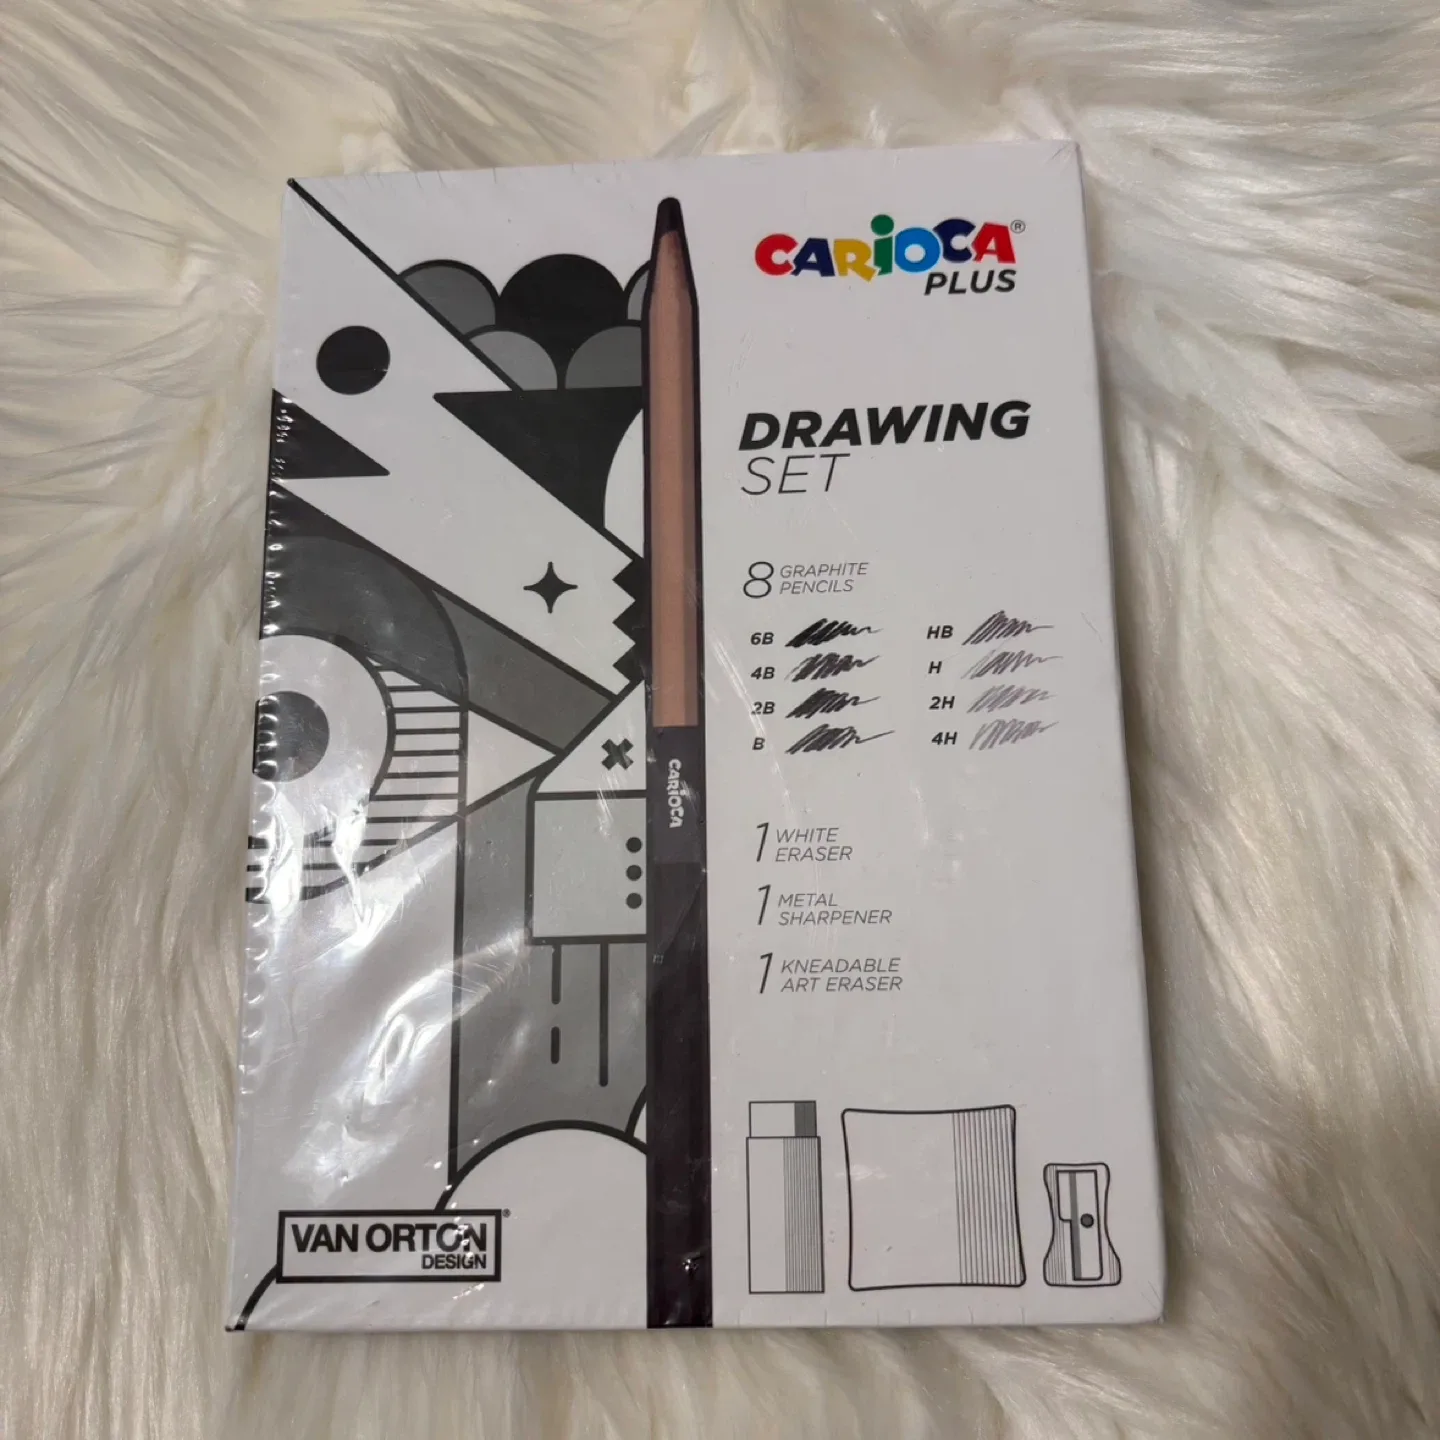 CARIOCA®
PLUS
DRAWING
SET
8 GRAPHITE
PENCILS
6B
HB
4B
H
2B
2H
B
4H
CARIOCA
1 WHITE
ERASER
1 METAL
SHARPENER
1 KNEADABLE
ART ERASER
VAN ORTON®
DESIGN